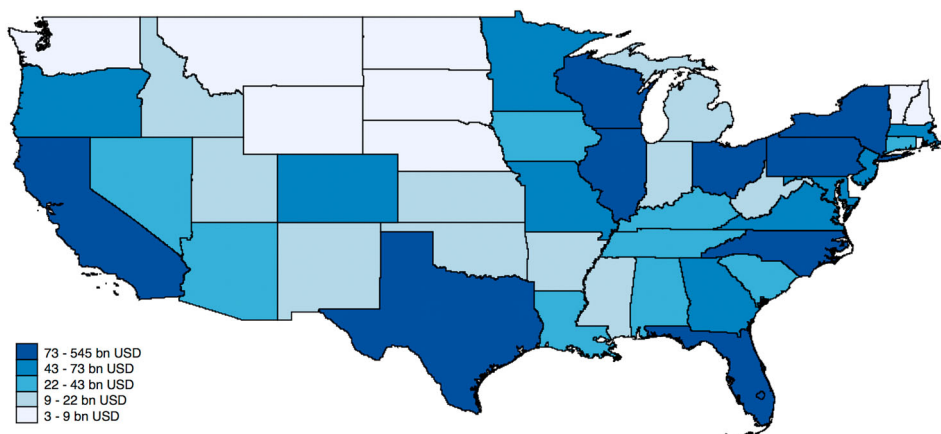 73 - 545 bn USD
43 - 73 bn USD
22 - 43 bn USD
9 - 22 bn USD
3 - 9 bn USD